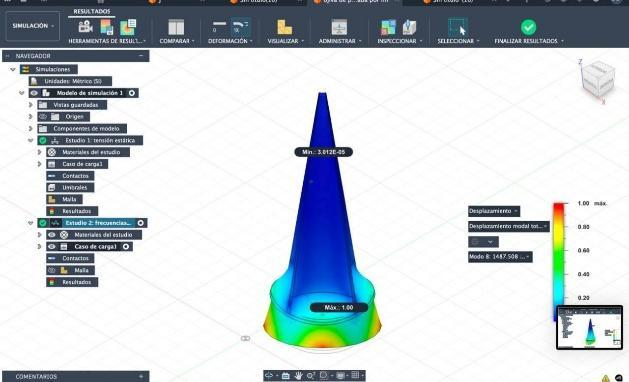 Sin título(10)
RESULTADOS
SIMULACIÓN
HERRAMIENTAS DE RESULT...
COMPARAR
DEFORMACIÓN
VISUALIZAR
ADMINISTRAR
INSPECCIONAR
SELECCIONAR
FINALIZAR RESULTADOS
NAVEGADOR
Simulaciones
Unidades: Métrico (SI)
Modelo de simulación 1
Vistas guardadas
Origen
Componentes de modelo
Estudio 1: tensión estática
Materiales del estudio
Caso de carga1
Contactos
Umbrales
Malla
Resultados
Estudio 2: frecuencias...
Materiales del estudio
Caso de carga1
Contactos
Malla
Resultados
Z
X
Mín.: 3.012E-05
Máx.: 1.00
Desplazamiento
Desplazamiento modal tot...
Modo 8: 1487.508 :...
1.00 máx.
0.80
0.60
0.40
0.20
COMENTARIOS